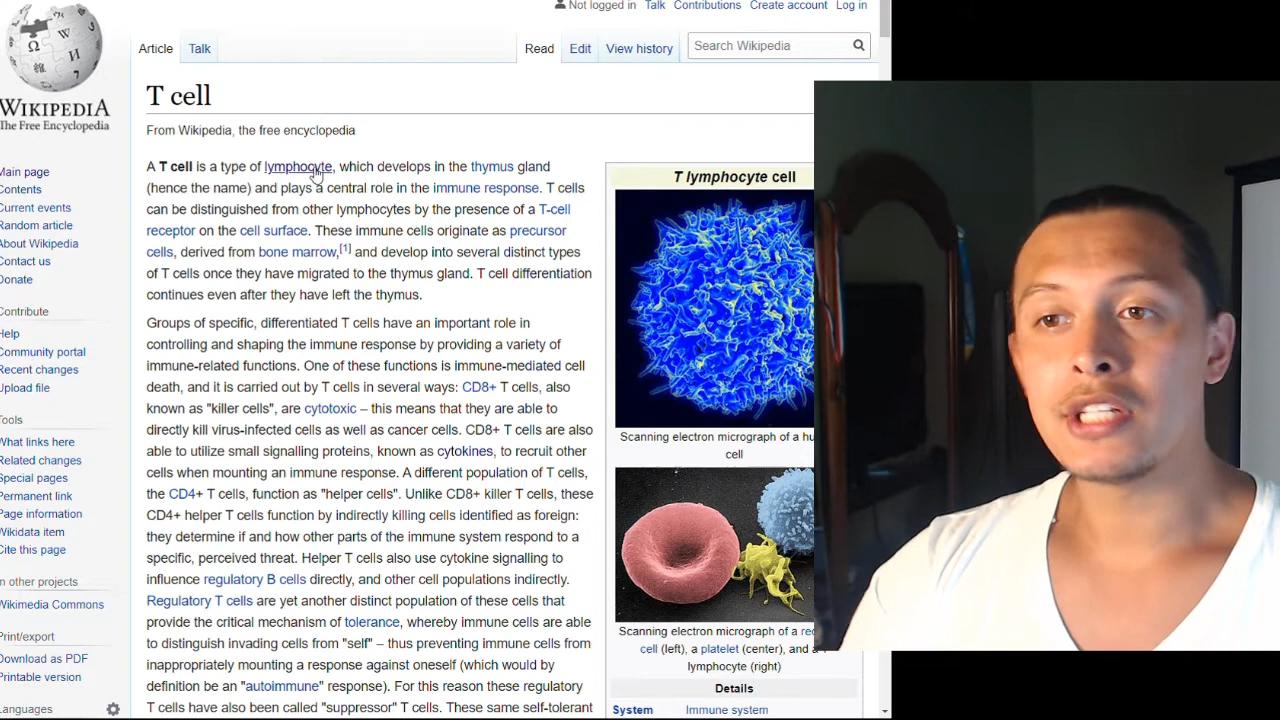 Not logged in Talk Contributions Create account Log in
Article Talk Read Edit View history Search Wikipedia
WIKIPEDIA
The Free Encyclopedia
Main page
Contents
Current events
Random article
About Wikipedia
Contact us
Donate
Contribute
Help
Community portal
Recent changes
Upload file
Tools
What links here
Related changes
Special pages
Permanent link
Page information
Wikidata item
Cite this page
In other projects
Wikimedia Commons
Print/export
Download as PDF
Printable version
Languages
T cell
From Wikipedia, the free encyclopedia
A T cell is a type of lymphocyte, which develops in the thymus gland
(hence the name) and plays a central role in the immune response. T cells
can be distinguished from other lymphocytes by the presence of a T-cell
receptor on the cell surface. These immune cells originate as precursor
cells, derived from bone marrow,[1] and develop into several distinct types
of T cells once they have migrated to the thymus gland. T cell differentiation
continues even after they have left the thymus.
Groups of specific, differentiated T cells have an important role in
controlling and shaping the immune response by providing a variety of
immune-related functions. One of these functions is immune-mediated cell
death, and it is carried out by T cells in several ways: CD8+ T cells, also
known as "killer cells", are cytotoxic – this means that they are able to
directly kill virus-infected cells as well as cancer cells. CD8+ T cells are also
able to utilize small signalling proteins, known as cytokines, to recruit other
cells when mounting an immune response. A different population of T cells,
the CD4+ T cells, function as "helper cells". Unlike CD8+ killer T cells, these
CD4+ helper T cells function by indirectly killing cells identified as foreign:
they determine if and how other parts of the immune system respond to a
specific, perceived threat. Helper T cells also use cytokine signalling to
influence regulatory B cells directly, and other cell populations indirectly.
Regulatory T cells are yet another distinct population of these cells that
provide the critical mechanism of tolerance, whereby immune cells are able
to distinguish invading cells from "self" – thus preventing immune cells from
inappropriately mounting a response against oneself (which would by
definition be an "autoimmune" response). For this reason these regulatory
T cells have also been called "suppressor" T cells. These same self-tolerant
T lymphocyte cell
Scanning electron micrograph of a hu
cell
Scanning electron micrograph of a re
cell (left), a platelet (center), and a
lymphocyte (right)
Details
System Immune system